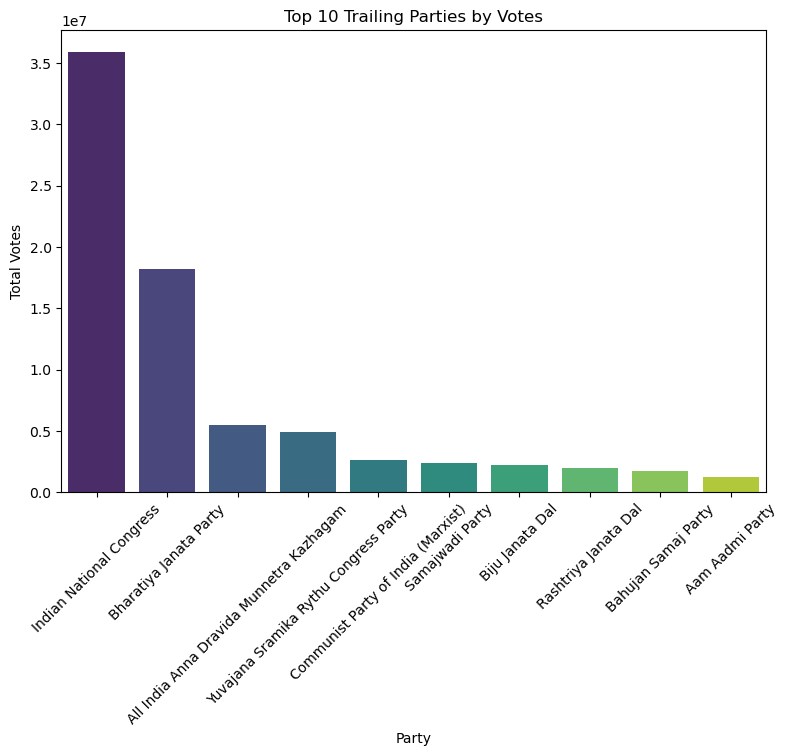 Top 10 Trailing Parties by Votes
1e7
3.5
3.0
2.5
2.0
1.5
1.0
0.5
0.0
Total Votes
Indian National Congress
Bharatiya Janata Party
All India Anna Dravida Munnetra Kazhagam
Yuvajana Sramika Rythu Congress Party
Communist Party of India (Marxist)
Samajwadi Party
Biju Janata Dal
Rashtriya Janata Dal
Bahujan Samaj Party
Aam Aadmi Party
Party